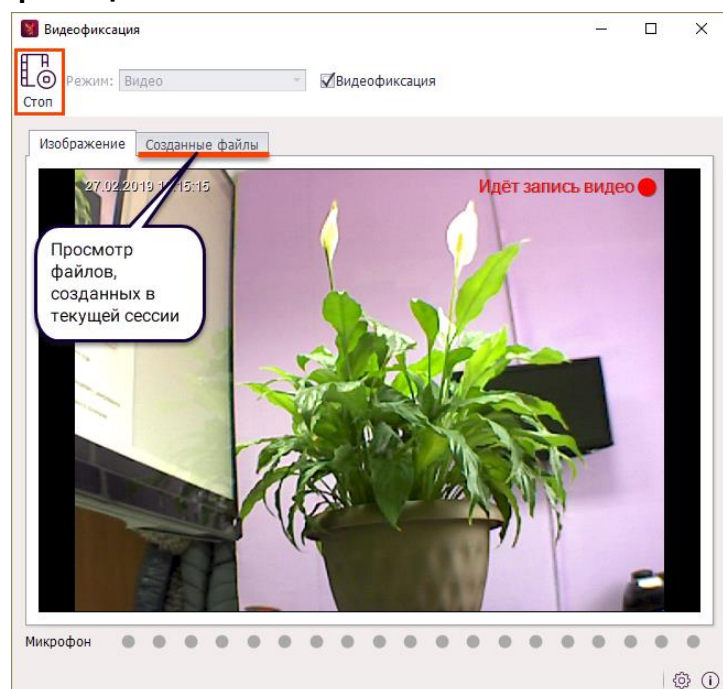 Видеофиксация
Стоп
Режим: Видео
Видеофиксация
Изображение
Созданные файлы
27.02.2019
Идёт запись видео
Просмотр
файлов,
созданных в
текущей сессии
Микрофон